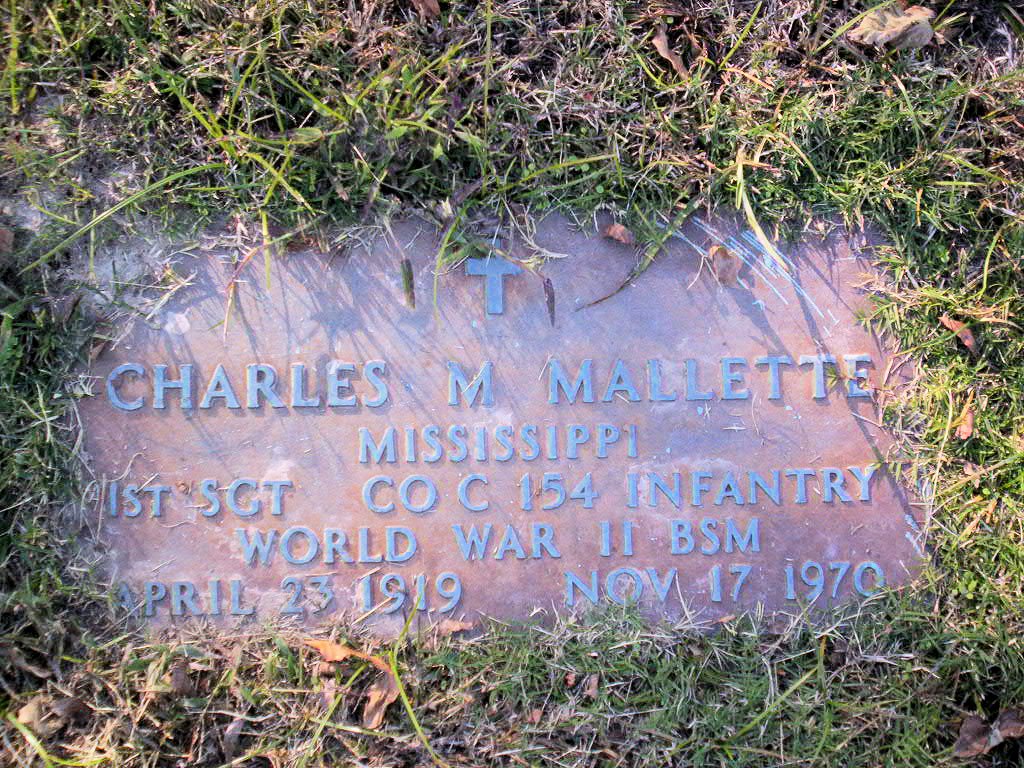 CHARLES M MALLETTE
MISSISSIPPI
1ST SGT CO C 154 INFANTRY
WORLD WAR II BSM
APRIL 23 1919 NOV 17 1970